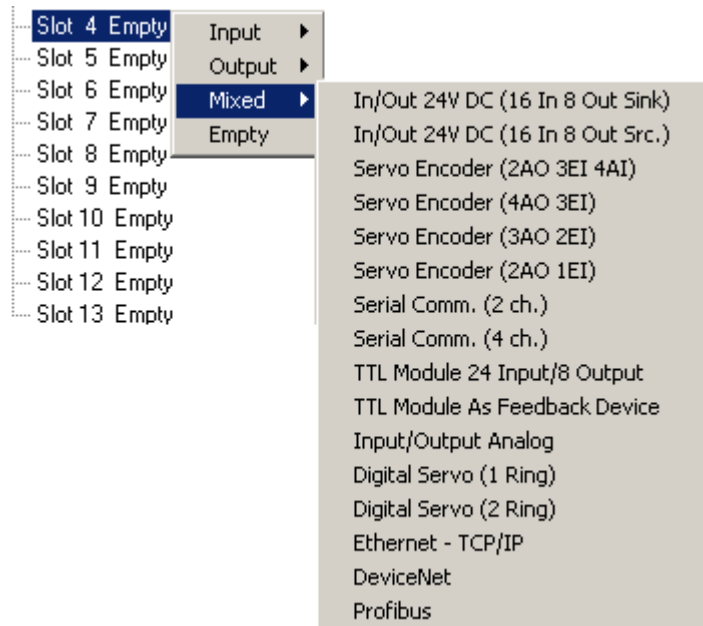 Slot 4 Empty
Slot 5 Empty
Slot 6 Empty
Slot 7 Empty
Slot 8 Empty
Slot 9 Empty
Slot 10 Empty
Slot 11 Empty
Slot 12 Empty
Slot 13 Empty
Input
Output
Mixed
Empty
In/Out 24V DC (16 In 8 Out Sink)
In/Out 24V DC (16 In 8 Out Src.)
Servo Encoder (2AO 3EI 4AI)
Servo Encoder (4AO 3EI)
Servo Encoder (3AO 2EI)
Servo Encoder (2AO 1EI)
Serial Comm. (2 ch.)
Serial Comm. (4 ch.)
TTL Module 24 Input/8 Output
TTL Module As Feedback Device
Input/Output Analog
Digital Servo (1 Ring)
Digital Servo (2 Ring)
Ethernet - TCP/IP
DeviceNet
Profibus